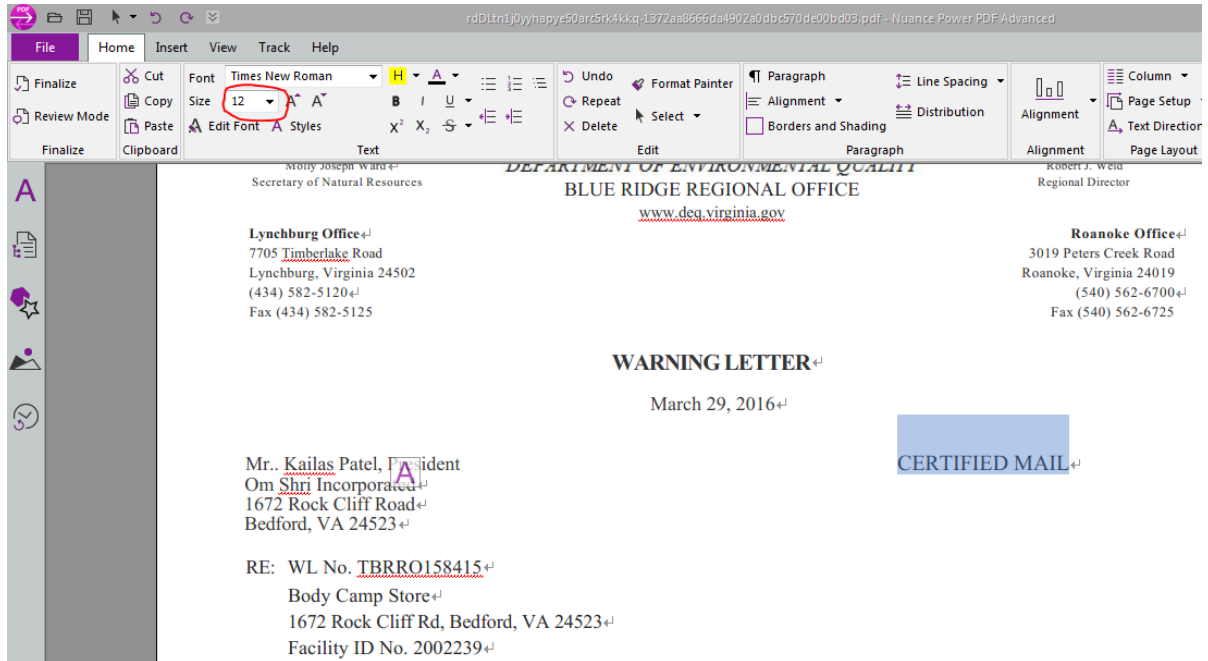 PDF
rdDLtn1j0yyhapye50arc5rk4kkq-1372aa8666da4902a0dbc570de00bd03.pdf - Nuance Power PDF Advanced
File Home Insert View Track Help
Finalize
Review Mode
Finalize
Cut
Copy
Paste
Clipboard
Font Times New Roman
Size 12 A A
A Edit Font A Styles
H A
B I U
X² X₂ S
Text
Undo
Repeat
Delete
Format Painter
Select
Edit
Paragraph
Alignment
Borders and Shading
Line Spacing
Distribution
Paragraph
Alignment
Alignment
Column
Page Setup
Text Direction
Page Layout
A
Molly Joseph Ward
Secretary of Natural Resources
DEPARTMENT OF ENVIRONMENTAL QUALITY
BLUE RIDGE REGIONAL OFFICE
www.deq.virginia.gov
Robert J. Weld
Regional Director
Lynchburg Office
7705 Timberlake Road
Lynchburg, Virginia 24502
(434) 582-5120
Fax (434) 582-5125
Roanoke Office
3019 Peters Creek Road
Roanoke, Virginia 24019
(540) 562-6700
Fax (540) 562-6725
WARNING LETTER
March 29, 2016
Mr.. Kailas Patel, President
CERTIFIED MAIL
A
Om Shri Incorporated
1672 Rock Cliff Road
Bedford, VA 24523
RE: WL No. TBRRO158415
Body Camp Store
1672 Rock Cliff Rd, Bedford, VA 24523
Facility ID No. 2002239